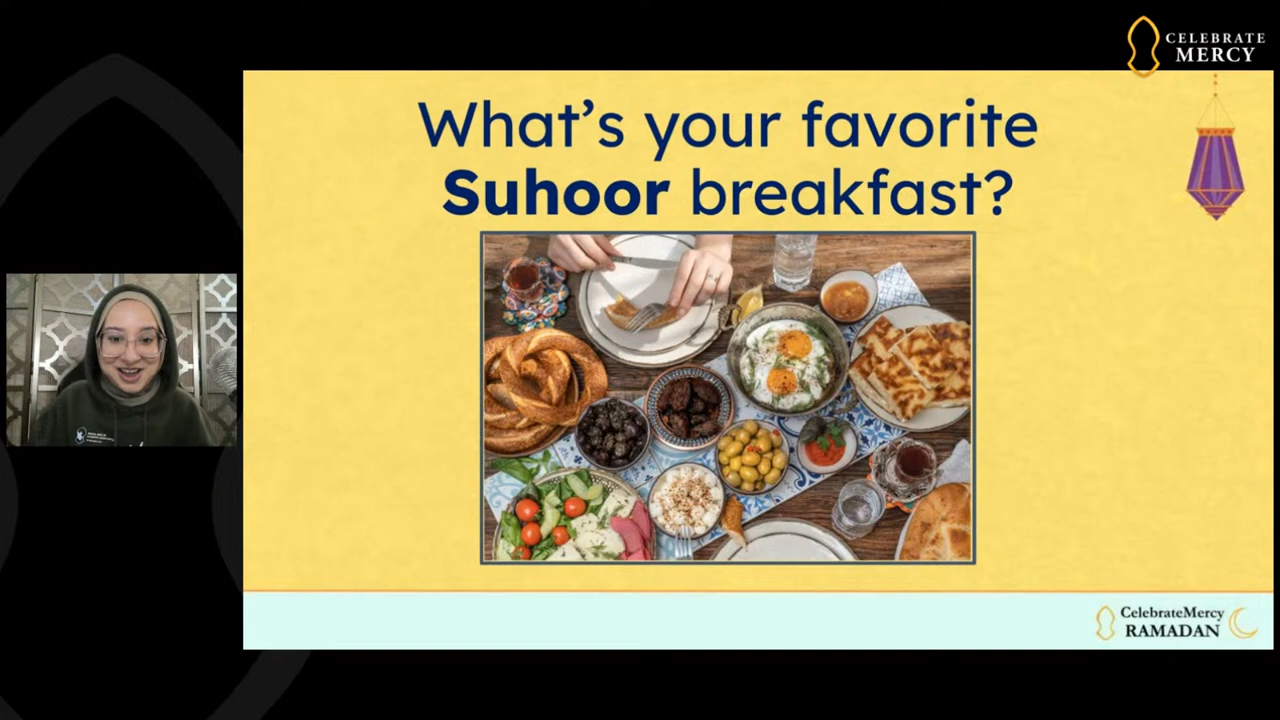 CELEBRATE
MERCY
What's your favorite
Suhoor breakfast?
CelebrateMercy
RAMADAN